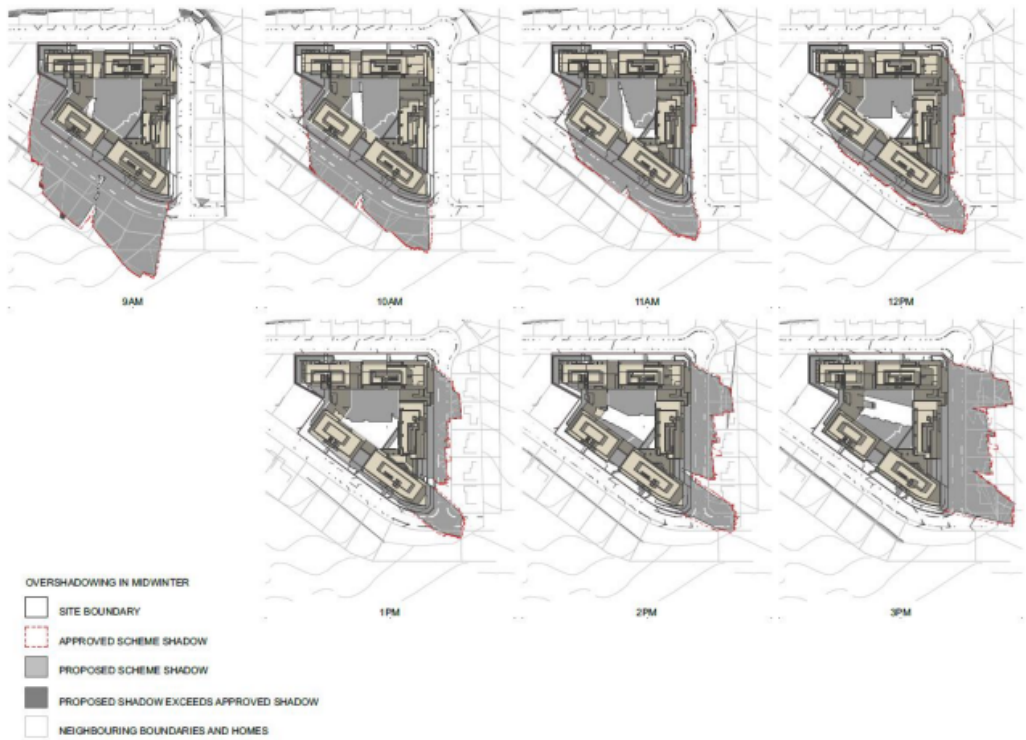 9AM
10AM
11AM
12PM
1PM
2PM
3PM
OVERSHADOWING IN MIDWINTER
SITE BOUNDARY
APPROVED SCHEME SHADOW
PROPOSED SCHEME SHADOW
PROPOSED SHADOW EXCEEDS APPROVED SHADOW
NEIGHBOURING BOUNDARIES AND HOMES